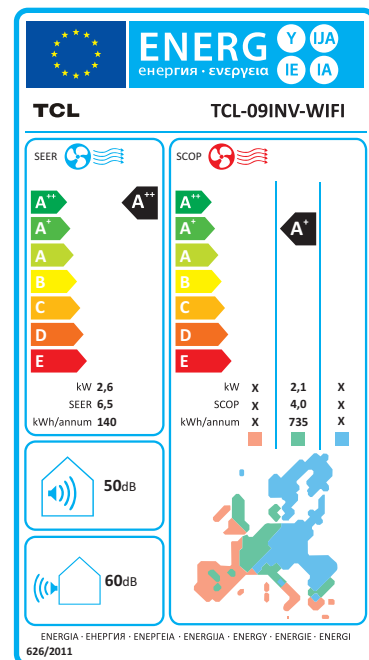 ENERG
енергия · ενεργεια
Y
IJA
IE
IA
TCL
TCL-09INV-WIFI
SEER
A++
A+
A
B
C
D
E
A++
kW 2,6
SEER 6,5
kWh/annum 140
SCOP
A++
A+
A
B
C
D
E
A+
kW X 2,1 X
SCOP X 4,0 X
kWh/annum X 735 X
50dB
60dB
ENERGIA · ЕНЕРГИЯ · ΕΝΕΡΓΕΙΑ · ENERGIJA · ENERGY · ENERGIE · ENERGI
626/2011